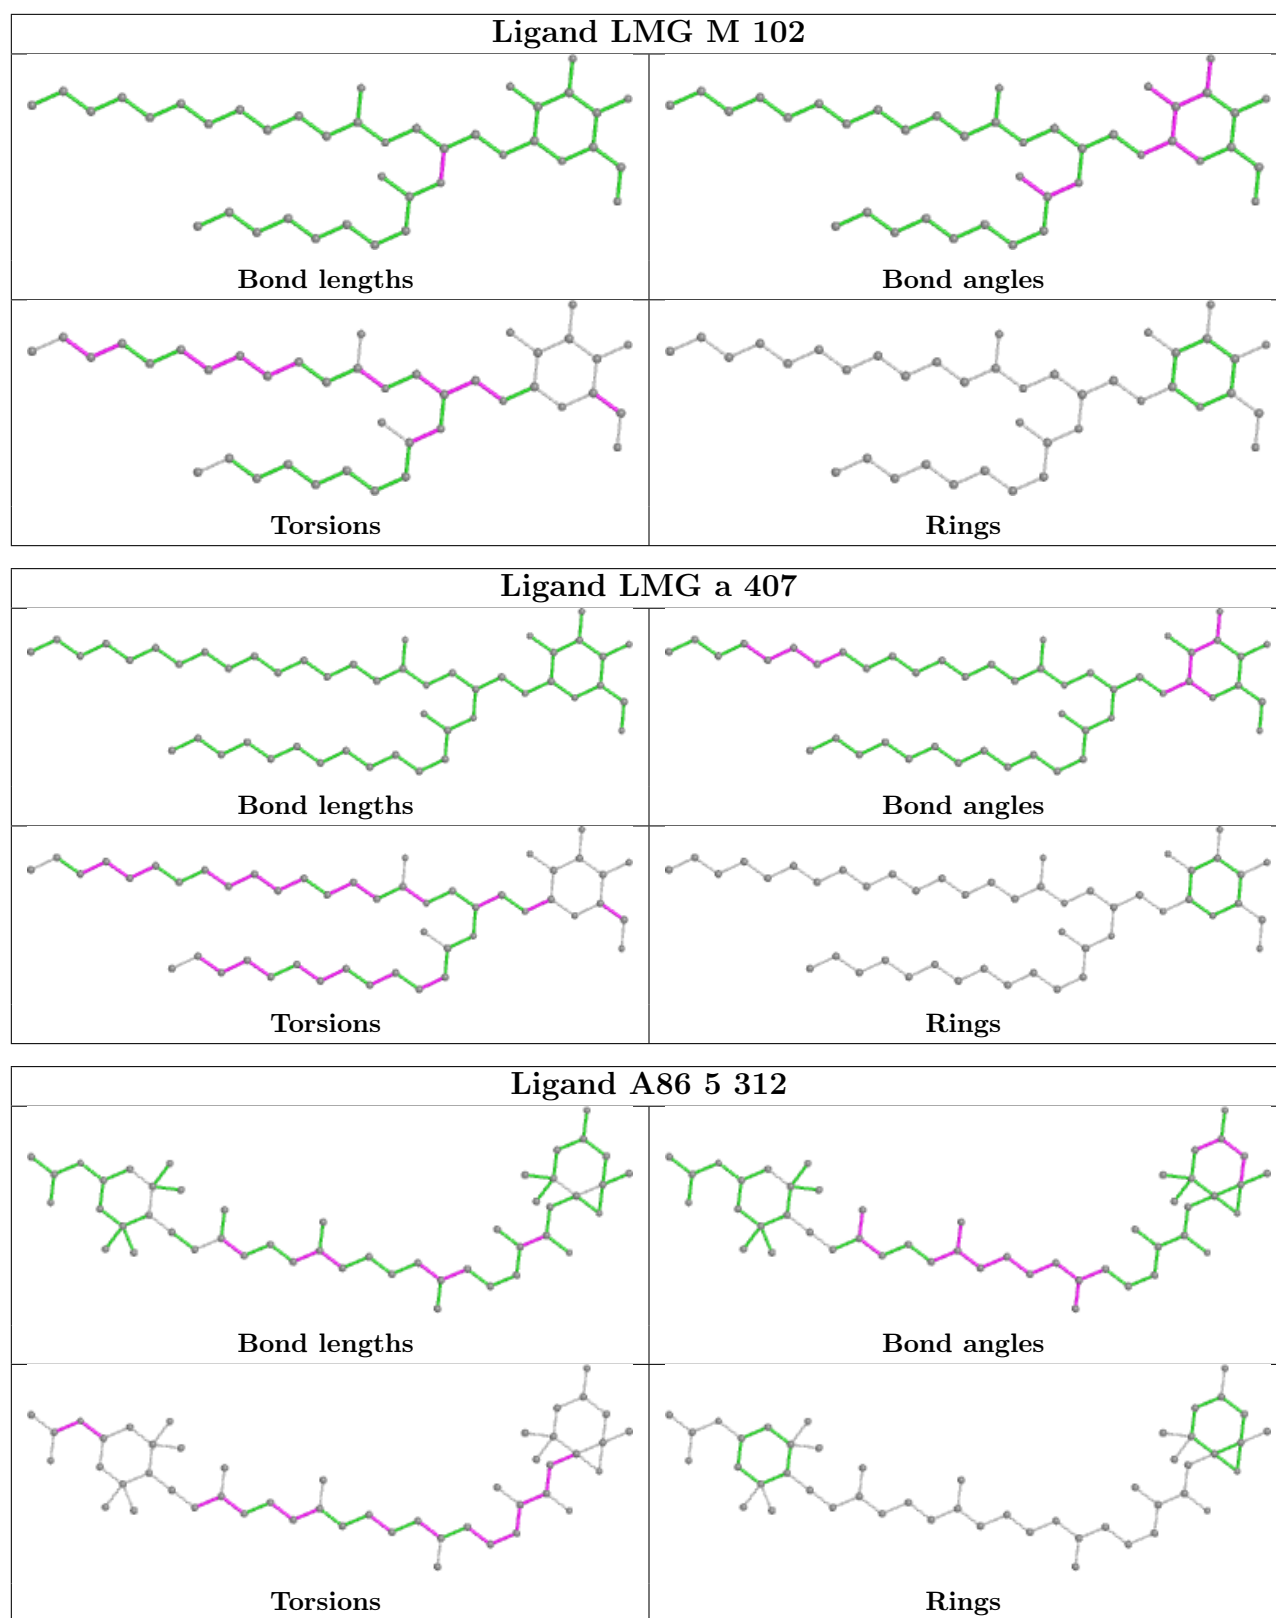 Ligand LMG M 102
Bond lengths
Bond angles
Torsions
Rings
Ligand LMG a 407
Bond lengths
Bond angles
Torsions
Rings
Ligand A86 5 312
Bond lengths
Bond angles
Torsions
Rings